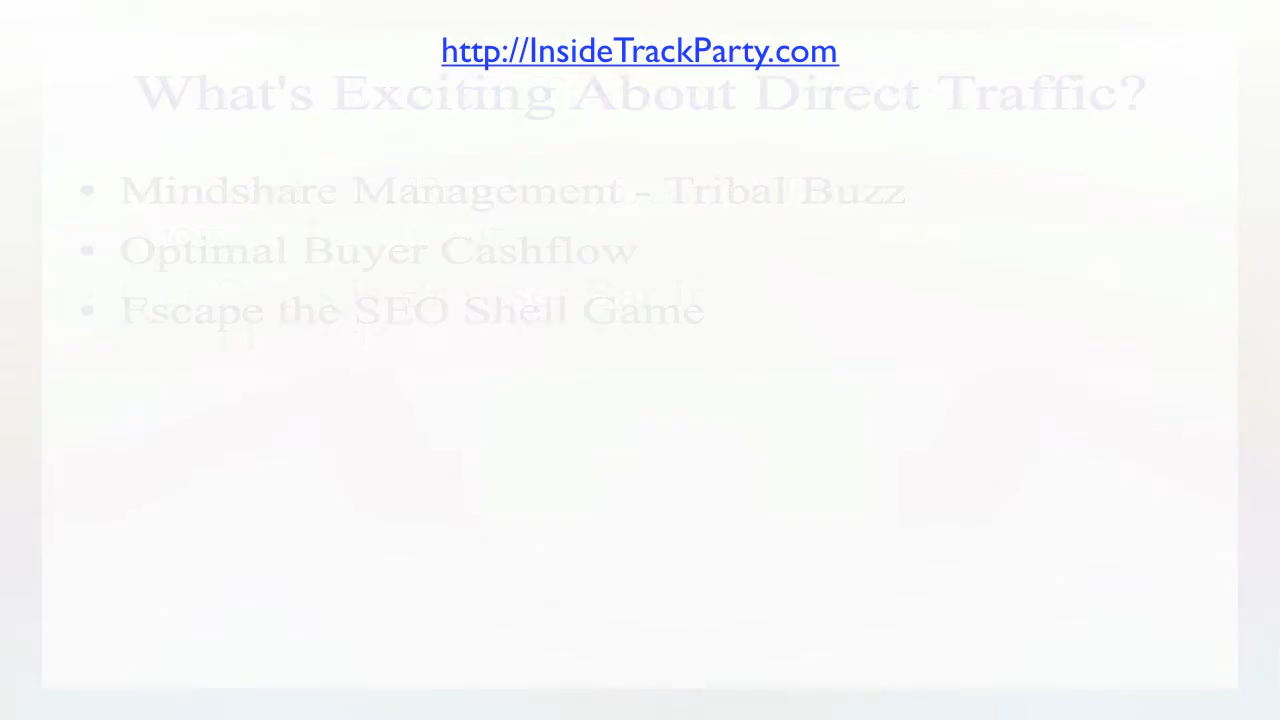 http://InsideTrackParty.com
What's Exciting About Direct Traffic?
• Mindshare Management - Tribal Buzz
• Optimal Buyer Cashflow
• Escape the SEO Shell Game